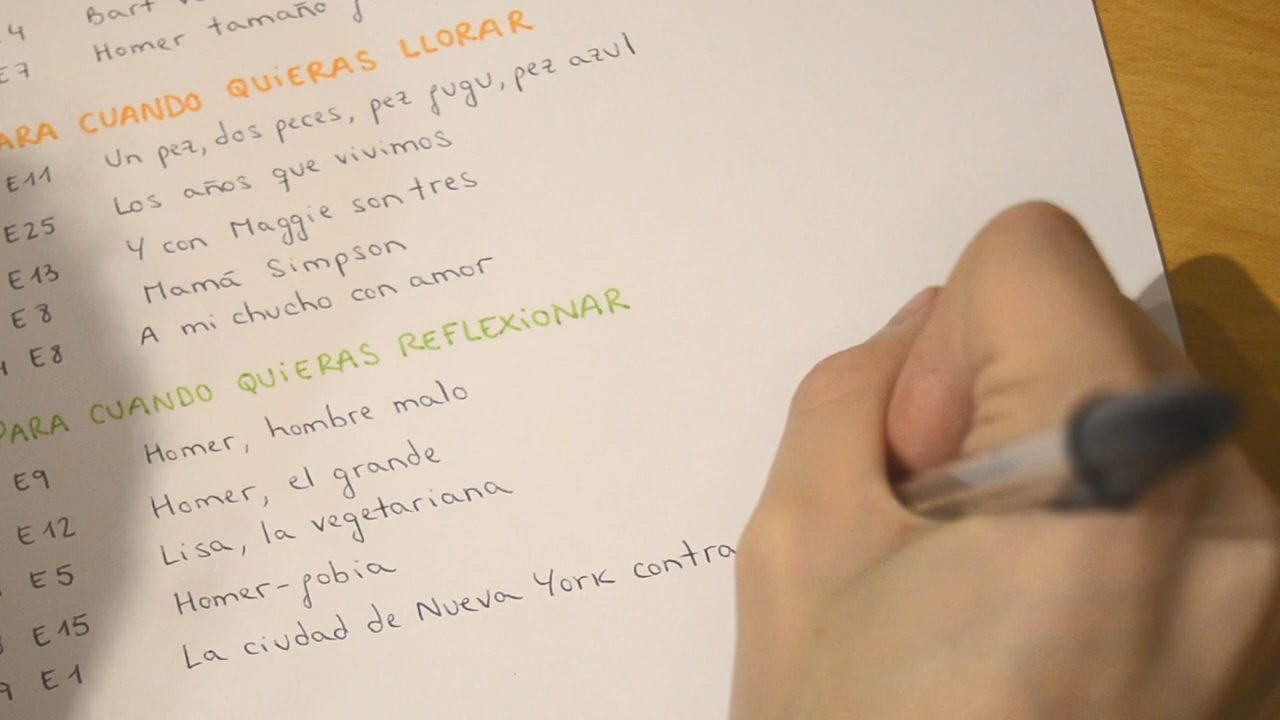 E4 Bart
E7 Homer tamaño
PARA CUANDO QUiERAS LLORAR
E11 Un pez, dos peces, pez fugu, pez azul
E25 Los años que vivimos
E13 Y con Maggie son tres
E8 Mamá Simpson
E8 A mi chucho con amor
PARA CUANDO QUiERAS REFLEXiONAR
E9 Homer, hombre malo
E12 Homer, el grande
E5 Lisa, la vegetariana
E15 Homer-fobia
9 E1 La ciudad de Nueva York contra